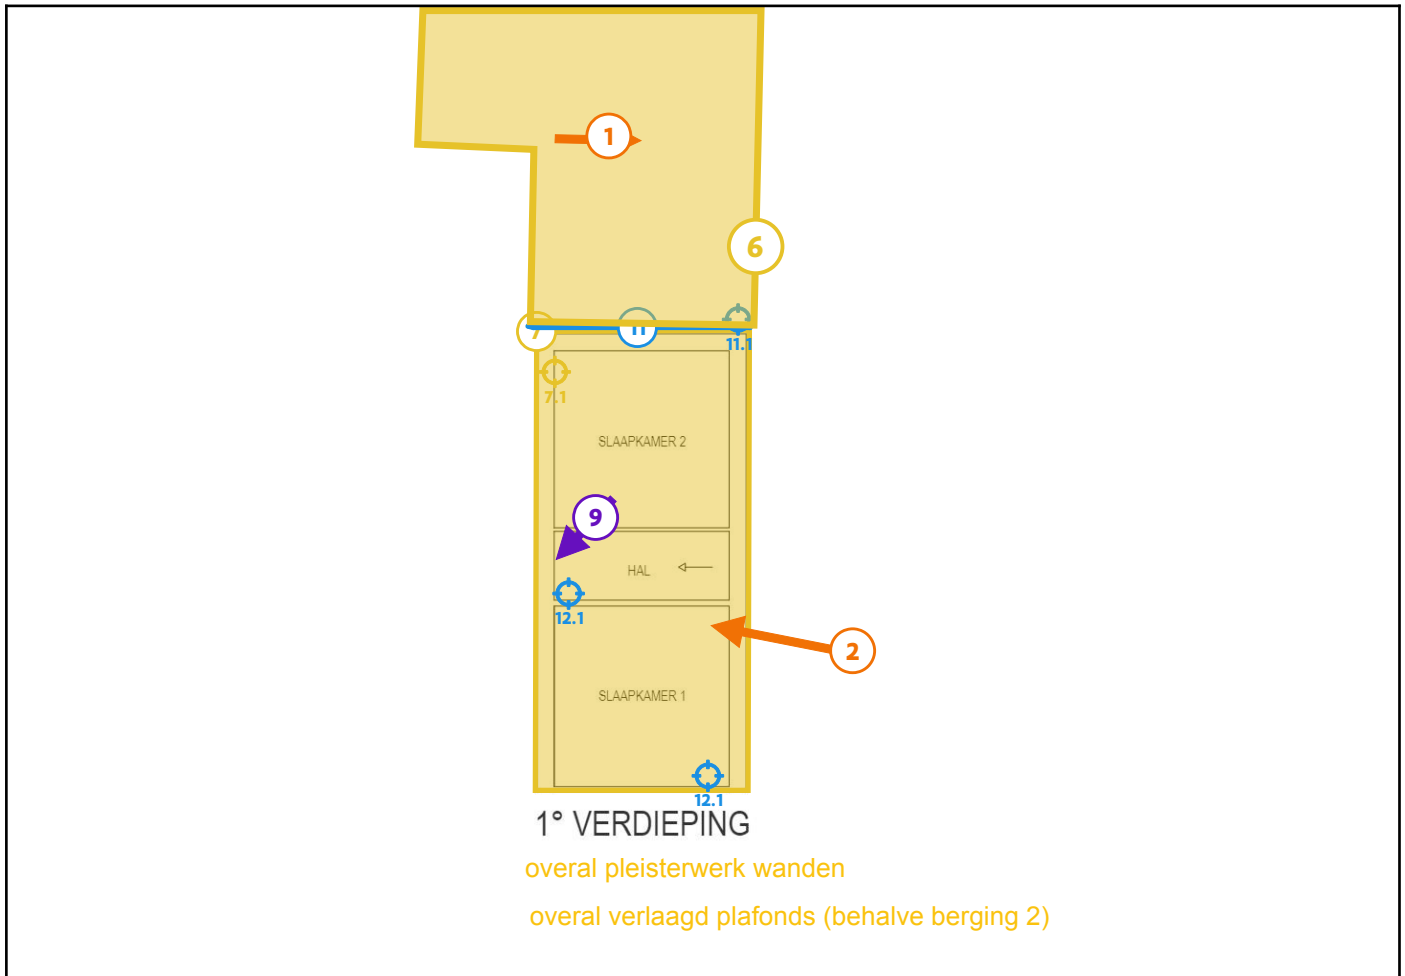 1
6
11
7
11.1
7.1
SLAAPKAMER 2
9
HAL
12.1
2
SLAAPKAMER 1
12.1
1° VERDIEPING
overal pleisterwerk wanden
overal verlaagd plafonds (behalve berging 2)